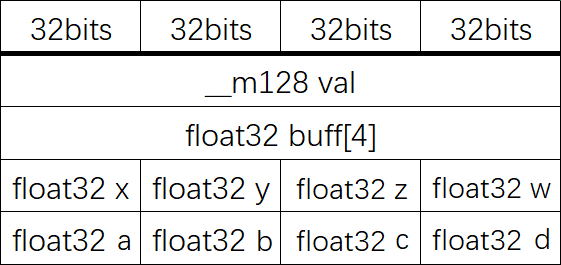 32bits 32bits 32bits 32bits
__m128 val
float32 buff[4]
float32 x float32 y float32 z float32 w
float32 a float32 b float32 c float32 d